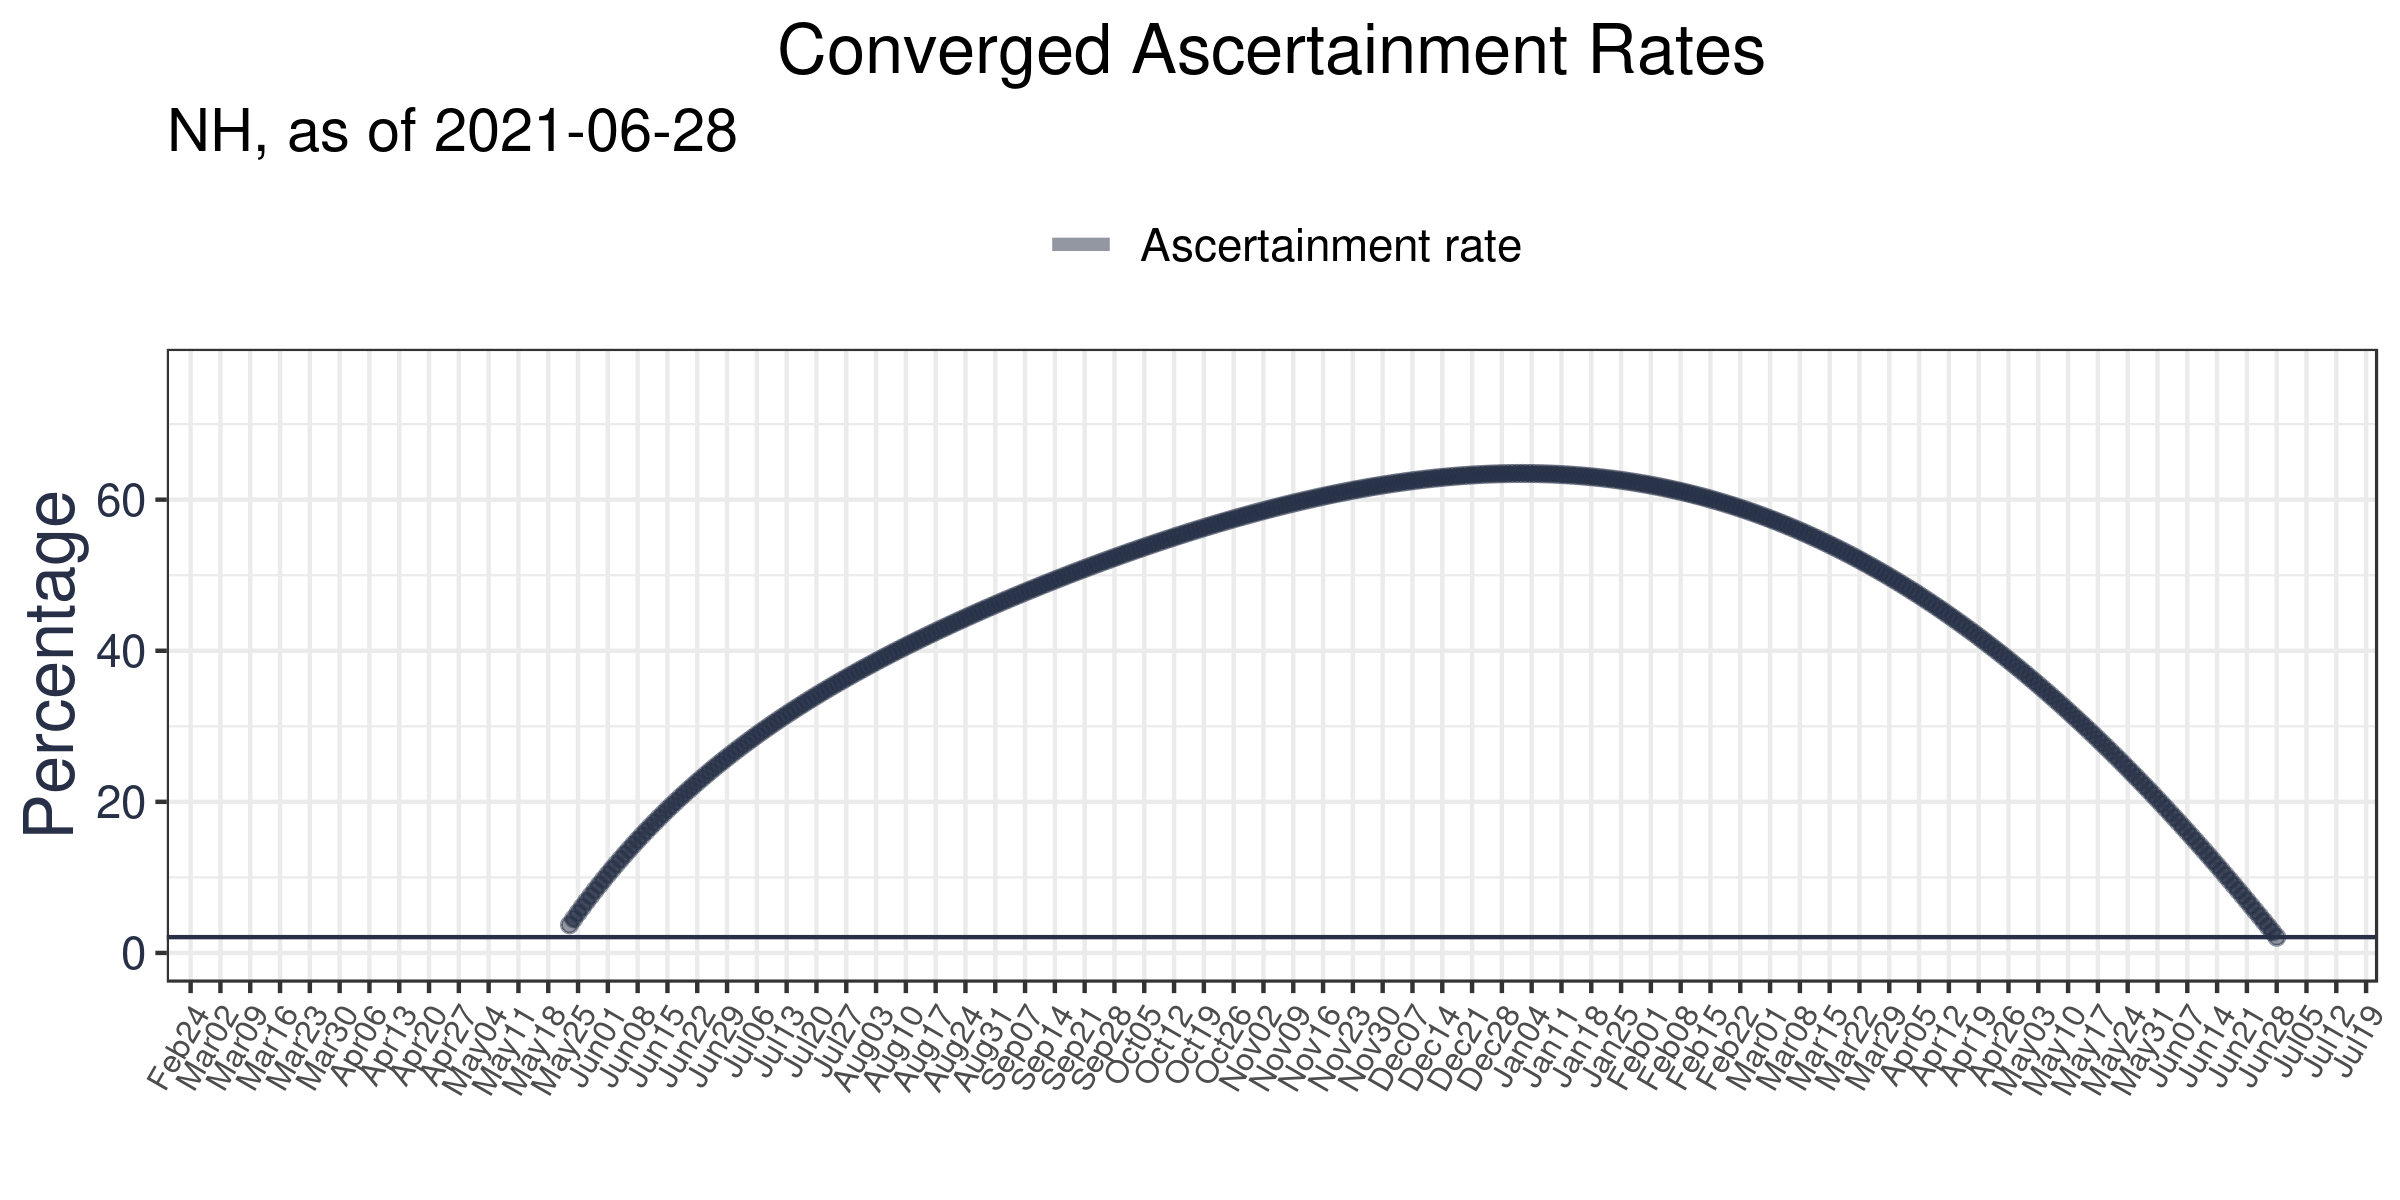 Converged Ascertainment Rates
NH, as of 2021-06-28
Ascertainment rate
Percentage
60
40
20
0
Feb24 Mar02 Mar09 Mar16 Mar23 Mar30 Apr06 Apr13 Apr20 Apr27 May04 May11 May18 May25 Jun01 Jun08 Jun15 Jun22 Jun29 Jul06 Jul13 Jul20 Jul27 Aug03 Aug10 Aug17 Aug24 Aug31 Sep07 Sep14 Sep21 Sep28 Oct05 Oct12 Oct19 Oct26 Nov02 Nov09 Nov16 Nov23 Nov30 Dec07 Dec14 Dec21 Dec28 Jan04 Jan11 Jan18 Jan25 Feb01 Feb08 Feb15 Feb22 Mar01 Mar08 Mar15 Mar22 Mar29 Apr05 Apr12 Apr19 Apr26 May03 May10 May17 May24 May31 Jun07 Jun14 Jun21 Jun28 Jul05 Jul12 Jul19